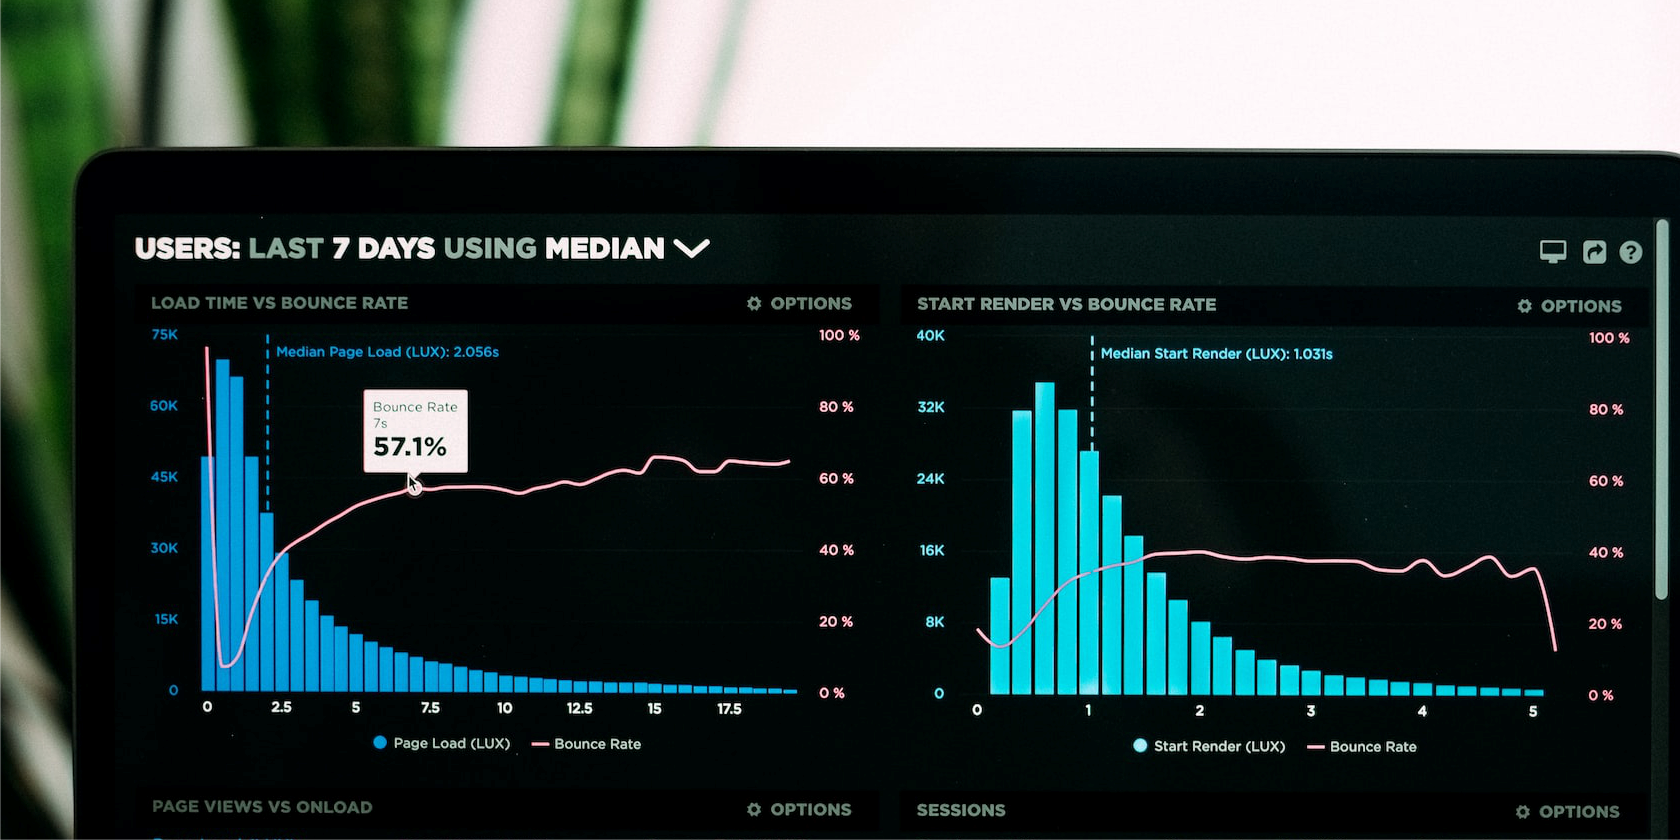 USERS: LAST 7 DAYS USING MEDIAN
LOAD TIME VS BOUNCE RATE
OPTIONS
75K
60K
45K
30K
15K
0
Median Page Load (LUX): 2.056s
Bounce Rate
7s
57.1%
100 %
80 %
60 %
40 %
20 %
0 %
0 2.5 5 7.5 10 12.5 15 17.5
Page Load (LUX) Bounce Rate
START RENDER VS BOUNCE RATE
OPTIONS
40K
32K
24K
16K
8K
0
Median Start Render (LUX): 1.031s
100 %
80 %
60 %
40 %
20 %
0 %
0 1 2 3 4 5
Start Render (LUX) Bounce Rate
PAGE VIEWS VS ONLOAD
OPTIONS
SESSIONS
OPTIONS